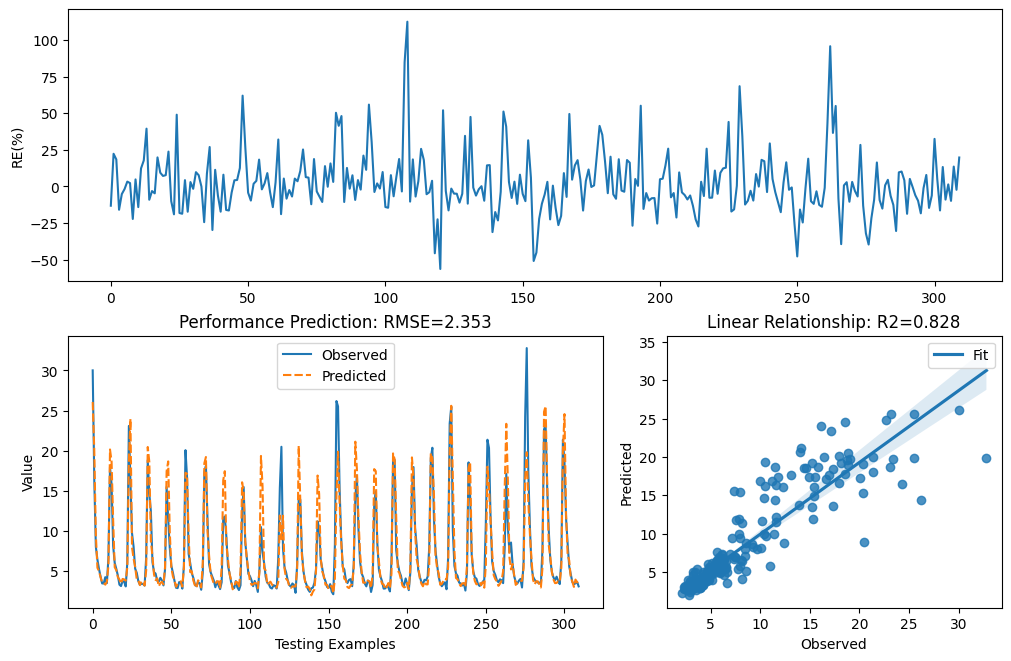 RE(%)
100
75
50
25
0
−25
−50
0 50 100 150 200 250 300
Performance Prediction: RMSE=2.353
Observed
Predicted
Value
35
30
25
20
15
10
5
0 50 100 150 200 250 300
Testing Examples
Linear Relationship: R2=0.828
Fit
Predicted
35
30
25
20
15
10
5
5 10 15 20 25 30
Observed